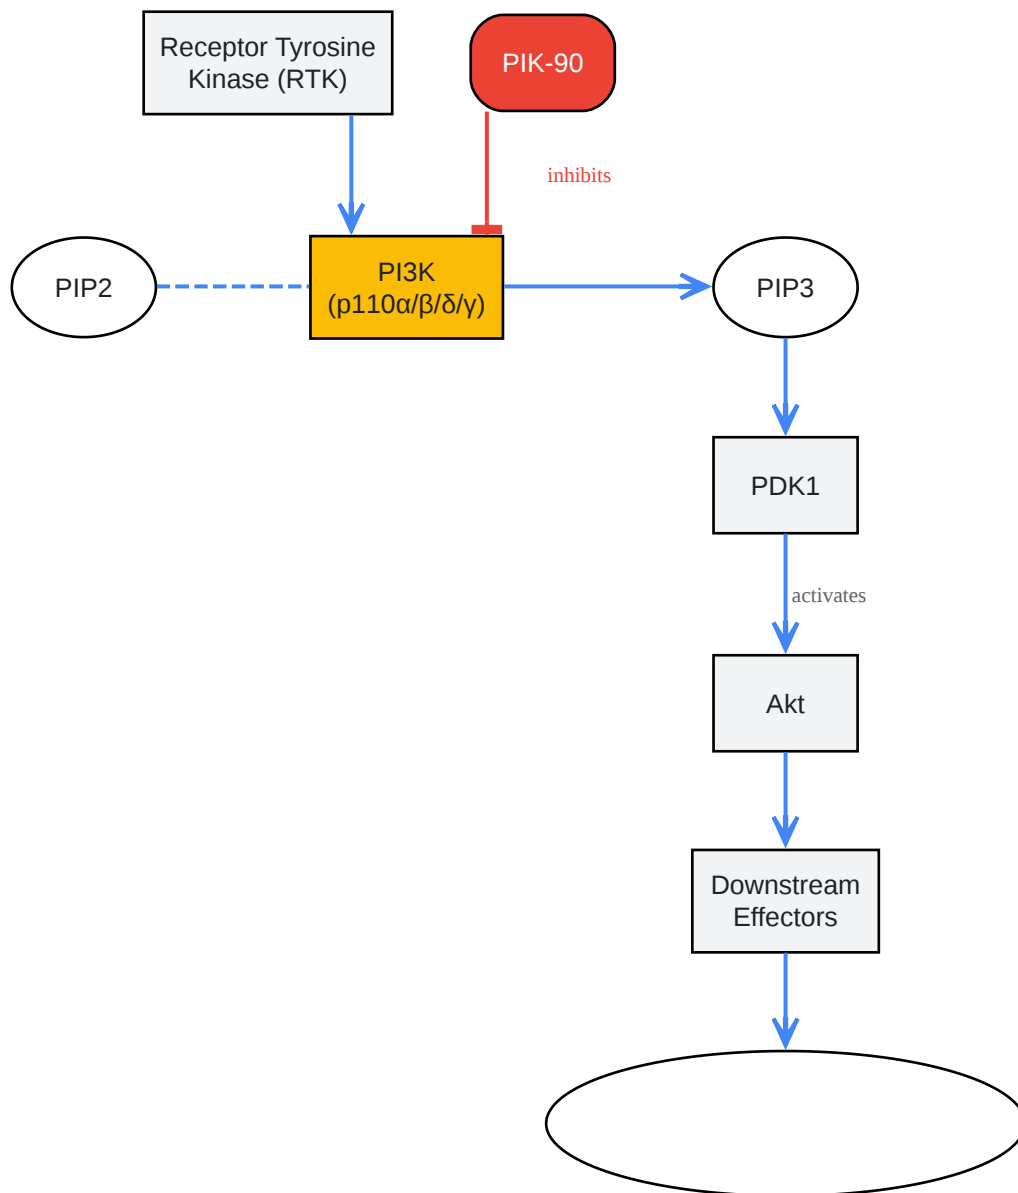 Receptor Tyrosine
Kinase (RTK)
PIK-90
inhibits
PIP2
PI3K
(p110α/β/δ/γ)
PIP3
PDK1
activates
Akt
Downstream
Effectors